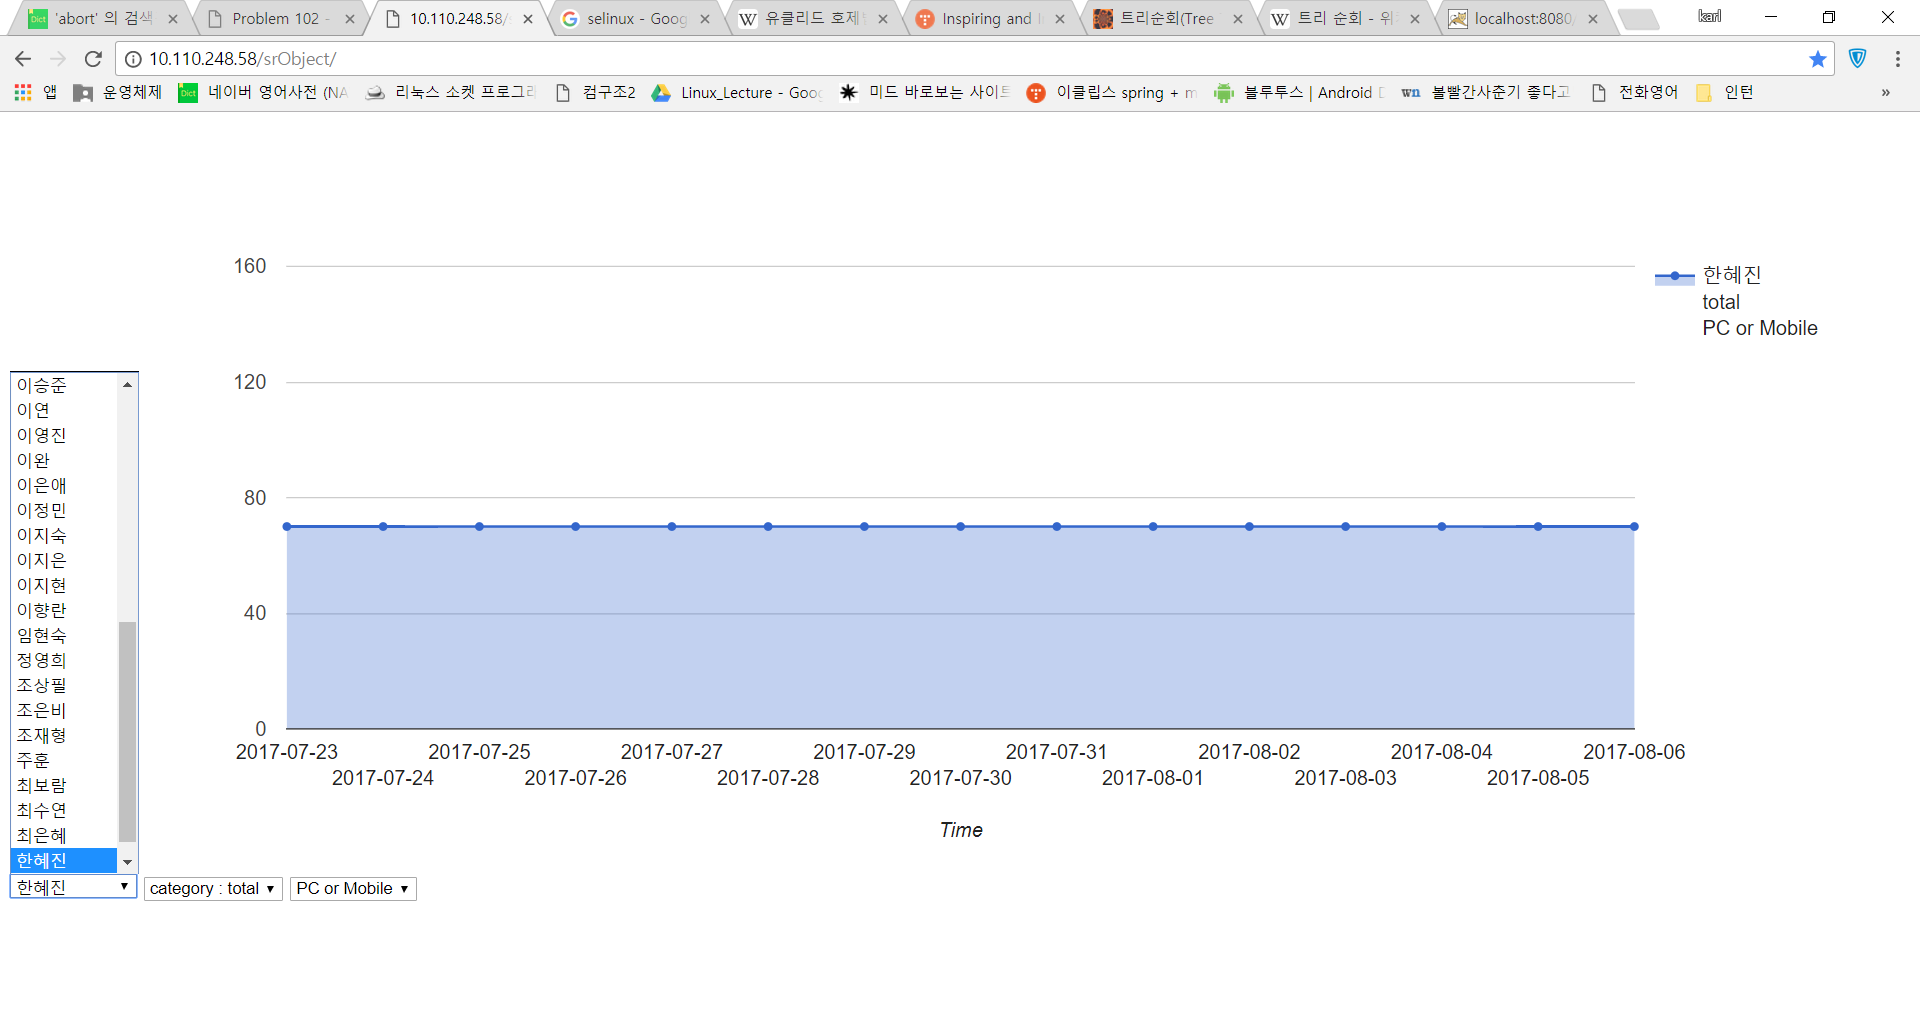 'abort' 의 검색
Problem 102 -
10.110.248.58/
selinux - Goog
유클리드 호제
Inspiring and I
트리순회(Tree
트리 순회 - 위
localhost:8080
karl
10.110.248.58/srObject/
앱
운영체제
네이버 영어사전 (NA
리눅스 소켓 프로그라
컴구조2
Linux_Lecture - Goo
미드 바로보는 사이트
이클립스 spring + m
블루투스 | Android
볼빨간사춘기 좋다고
전화영어
인턴
»
160
120
80
40
0
한혜진
total
PC or Mobile
이승준
이연
이영진
이완
이은애
이정민
이지숙
이지은
이지현
이향란
임현숙
정영희
조상필
조은비
조재형
주훈
최보람
최수연
최은혜
한혜진
2017-07-23
2017-07-24
2017-07-25
2017-07-26
2017-07-27
2017-07-28
2017-07-29
2017-07-30
2017-07-31
2017-08-01
2017-08-02
2017-08-03
2017-08-04
2017-08-05
2017-08-06
Time
한혜진
category : total
PC or Mobile